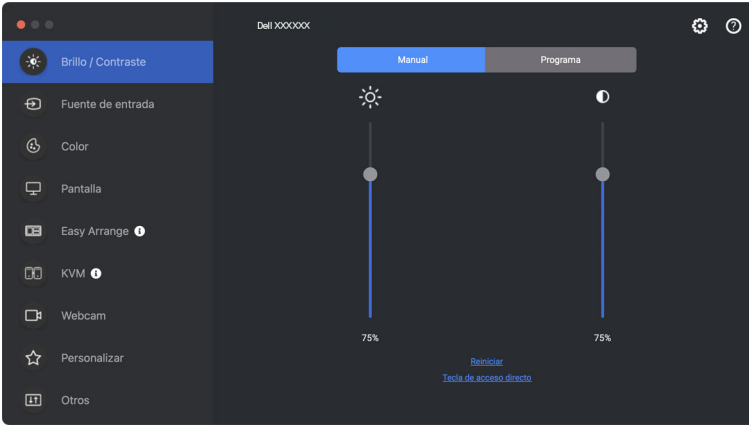 Dell XXXXXX
Brillo / Contraste
Fuente de entrada
Color
Pantalla
Easy Arrange
KVM
Webcam
Personalizar
Otros
Manual
Programa
75%
75%
Reiniciar
Tecla de acceso directo